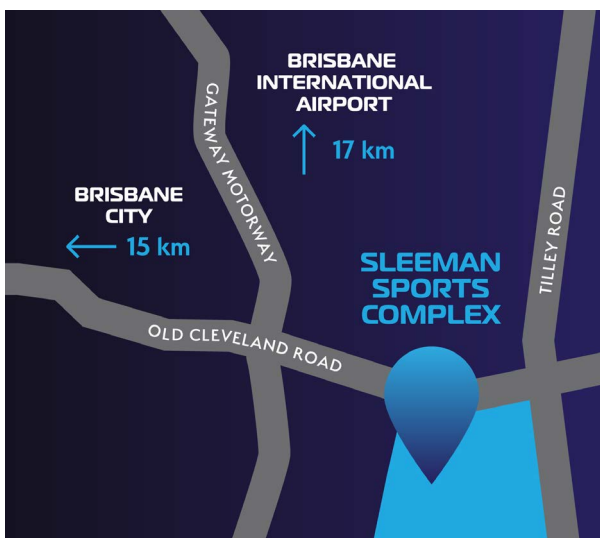 BRISBANE
INTERNATIONAL
AIRPORT
17 km
GATEWAY MOTORWAY
BRISBANE
CITY
15 km
TILLEY ROAD
SLEEMAN
SPORTS
COMPLEX
OLD CLEVELAND ROAD